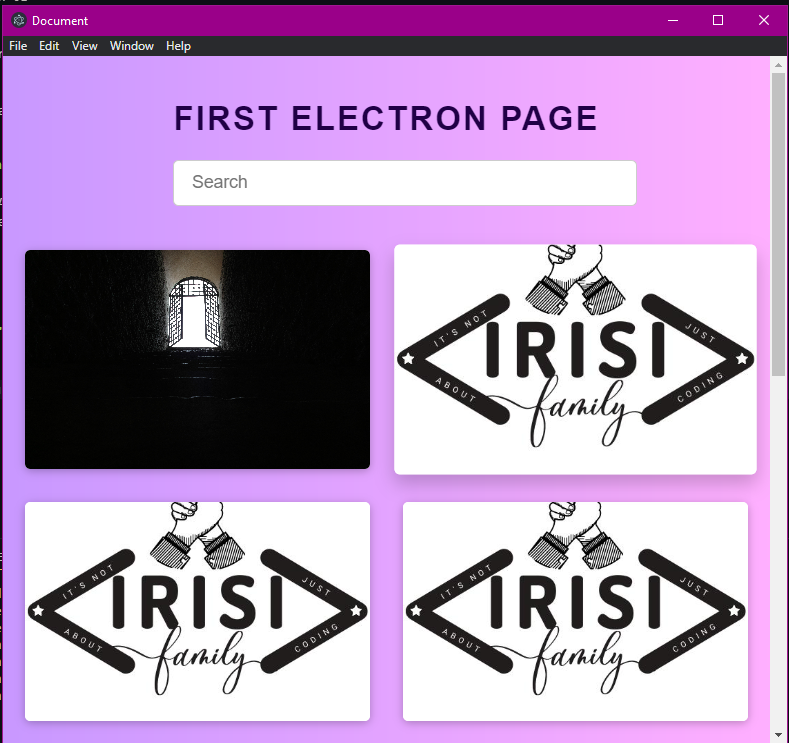 Document
File Edit View Window Help
FIRST ELECTRON PAGE
Search
IT'S NOT JUST
IRISI
ABOUT CODING
family
IT'S NOT JUST
IRISI
ABOUT CODING
family
IT'S NOT JUST
IRISI
ABOUT CODING
family